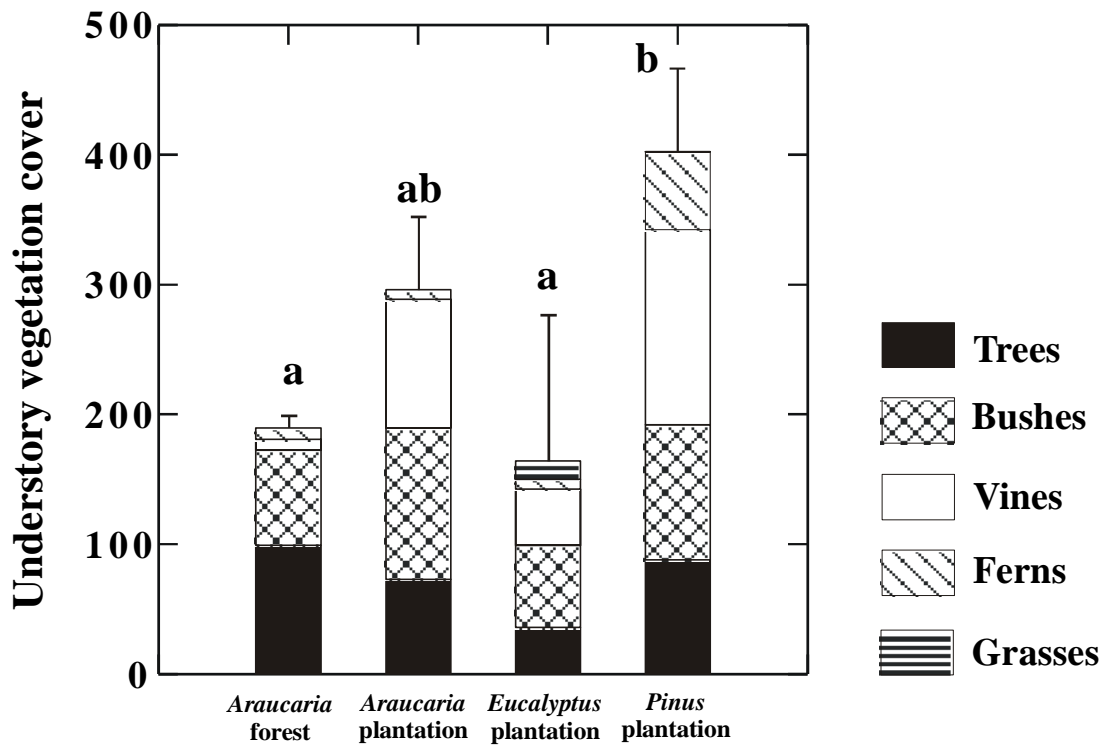 Understory vegetation cover
500
400
300
200
100
0
a
ab
a
b
Araucaria
forest
Araucaria
plantation
Eucalyptus
plantation
Pinus
plantation
Trees
Bushes
Vines
Ferns
Grasses